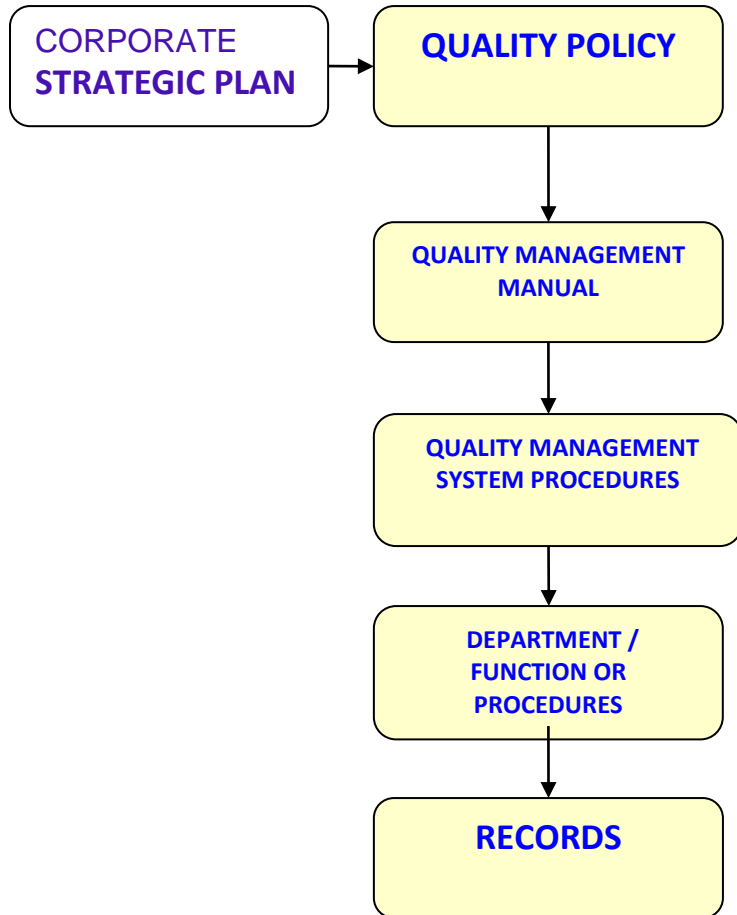 CORPORATE
STRATEGIC PLAN
QUALITY POLICY
QUALITY MANAGEMENT
MANUAL
QUALITY MANAGEMENT
SYSTEM PROCEDURES
DEPARTMENT /
FUNCTION OR
PROCEDURES
RECORDS